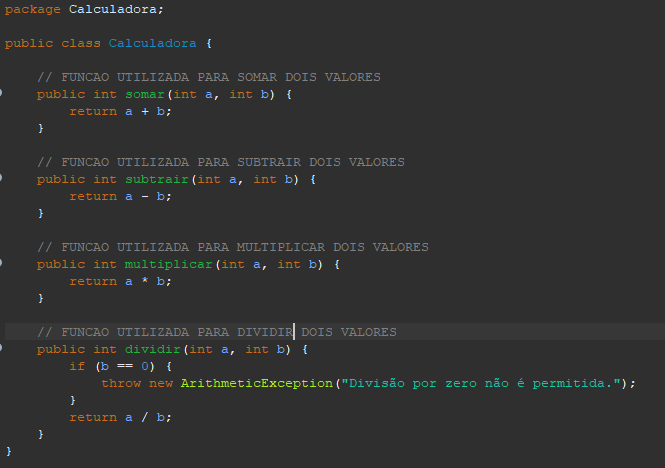 package Calculadora;
public class Calculadora {
// FUNCAO UTILIZADA PARA SOMAR DOIS VALORES
public int somar(int a, int b) {
return a + b;
}
// FUNCAO UTILIZADA PARA SUBTRAIR DOIS VALORES
public int subtrair(int a, int b) {
return a - b;
}
// FUNCAO UTILIZADA PARA MULTIPLICAR DOIS VALORES
public int multiplicar(int a, int b) {
return a * b;
}
// FUNCAO UTILIZADA PARA DIVIDIR DOIS VALORES
public int dividir(int a, int b) {
if (b == 0) {
throw new ArithmeticException("Divisão por zero não é permitida.");
}
return a / b;
}
}